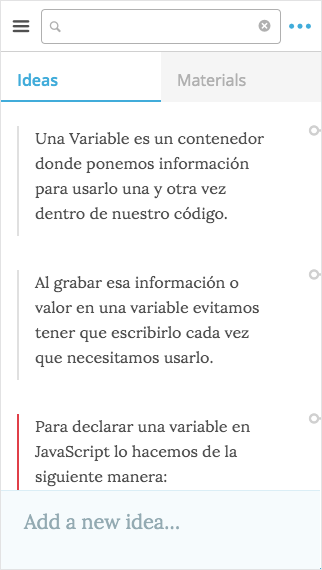 Ideas
Materials
Una Variable es un contenedor
donde ponemos información
para usarlo una y otra vez
dentro de nuestro código.
Al grabar esa información o
valor en una variable evitamos
tener que escribirlo cada vez
que necesitamos usarlo.
Para declarar una variable en
JavaScript lo hacemos de la
siguiente manera:
Add a new idea...